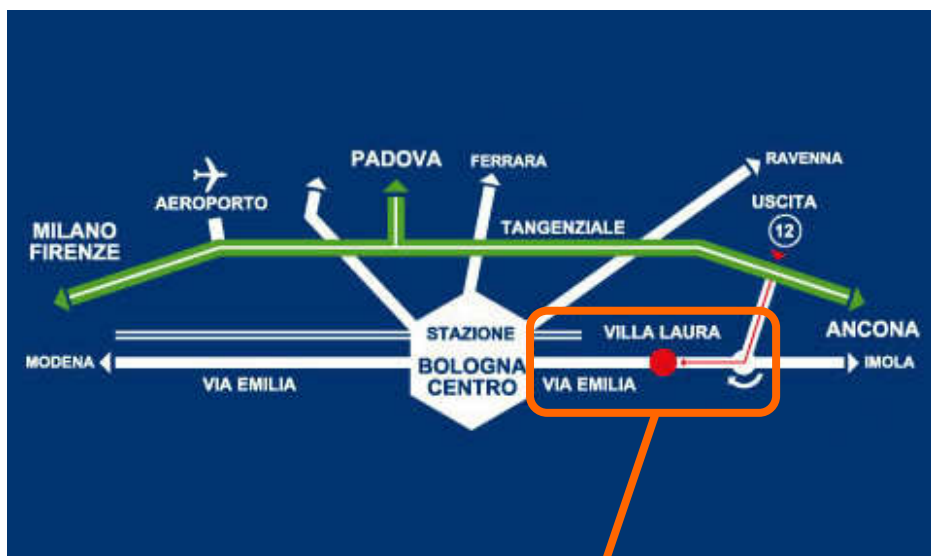 PADOVA
FERRARA
RAVENNA
AEROPORTO
USCITA
12
MILANO
FIRENZE
TANGENZIALE
STAZIONE
VILLA LAURA
ANCONA
MODENA
BOLOGNA
CENTRO
IMOLA
VIA EMILIA
VIA EMILIA